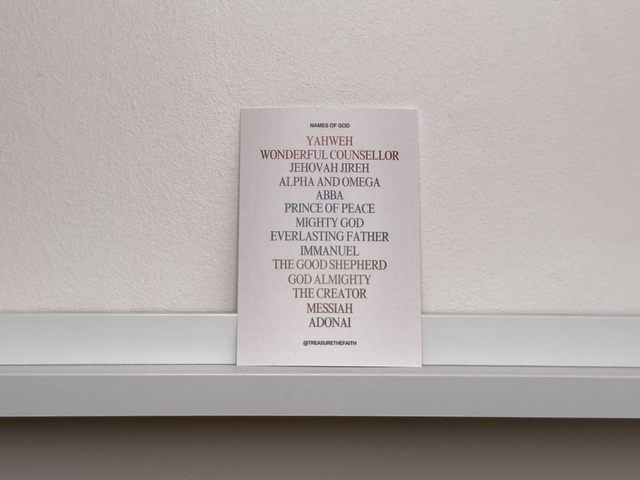 NAMES OF GOD
YAHWEH
WONDERFUL COUNSELLOR
JEHOVAH JIREH
ALPHA AND OMEGA
ABBA
PRINCE OF PEACE
MIGHTY GOD
EVERLASTING FATHER
IMMANUEL
THE GOOD SHEPHERD
GOD ALMIGHTY
THE CREATOR
MESSIAH
ADONAI
@TREASURETHEFAITH